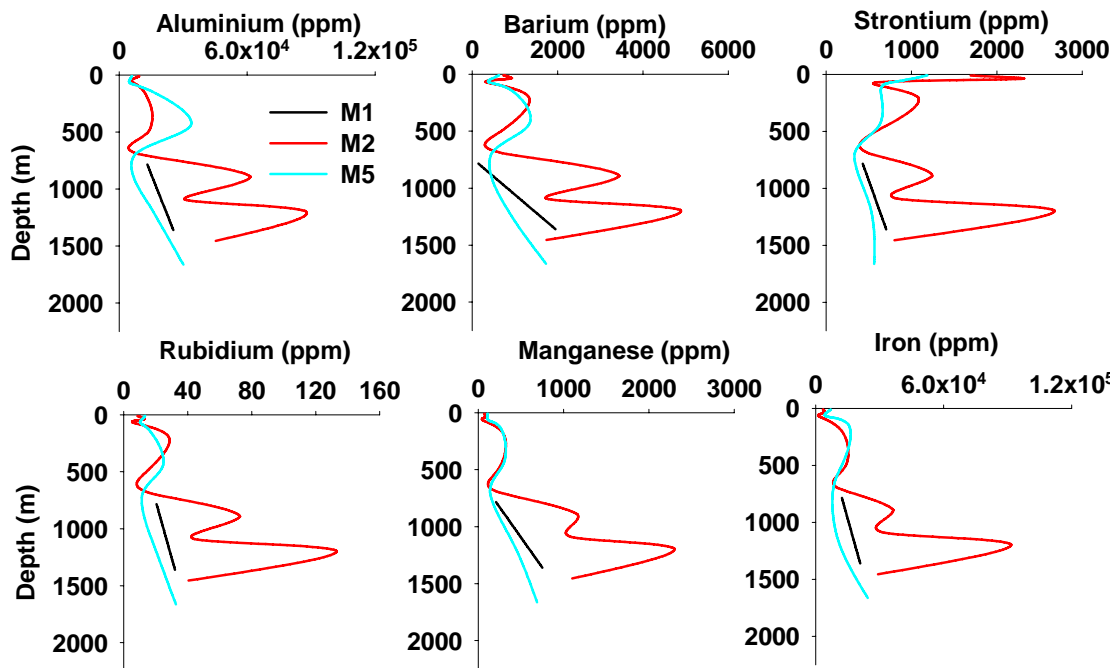 Aluminium (ppm)
0 6.0x10⁴ 1.2x10⁵
Barium (ppm)
0 2000 4000 6000
Strontium (ppm)
0 1000 2000 3000
Depth (m)
0
500
1000
1500
2000
M1
M2
M5
0
500
1000
1500
2000
0
500
1000
1500
2000
Rubidium (ppm)
0 40 80 120 160
Manganese (ppm)
0 1000 2000 3000
Iron (ppm)
0 6.0x10⁴ 1.2x10⁵
Depth (m)
0
500
1000
1500
2000
0
500
1000
1500
2000
0
500
1000
1500
2000